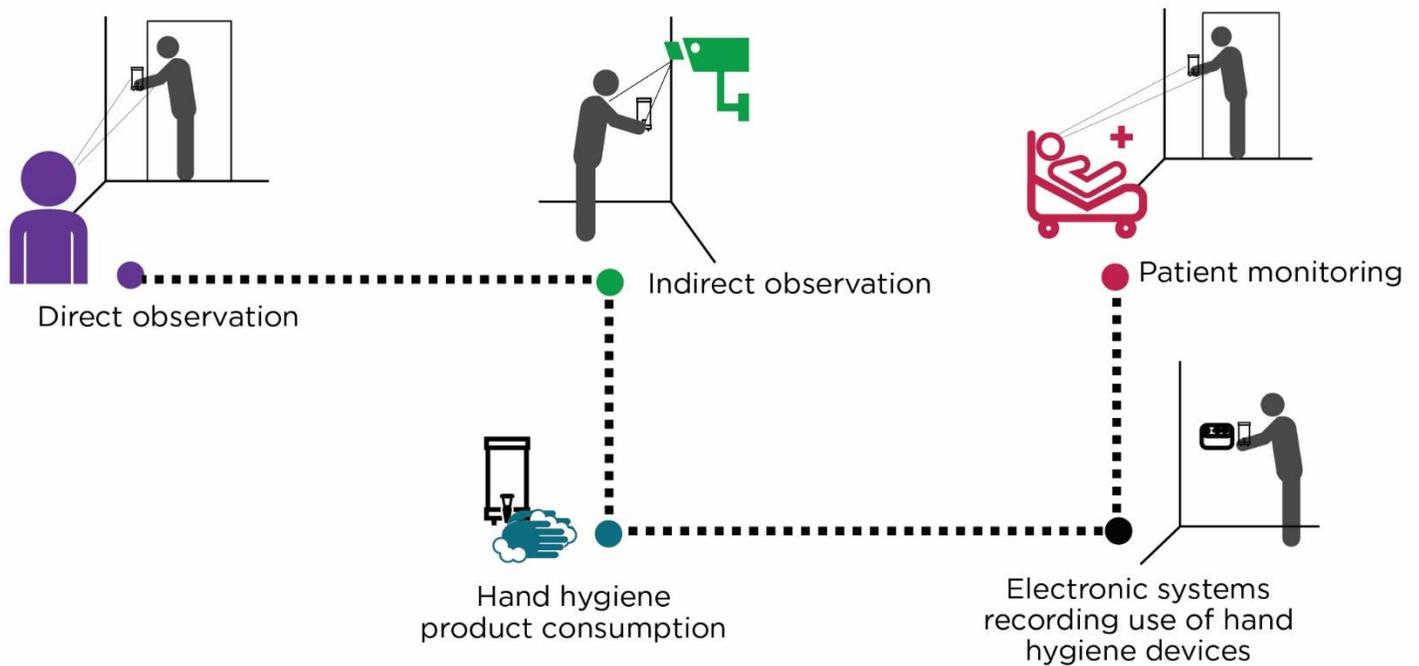 Direct observation
Indirect observation
Patient monitoring
Hand hygiene
product consumption
Electronic systems
recording use of hand
hygiene devices